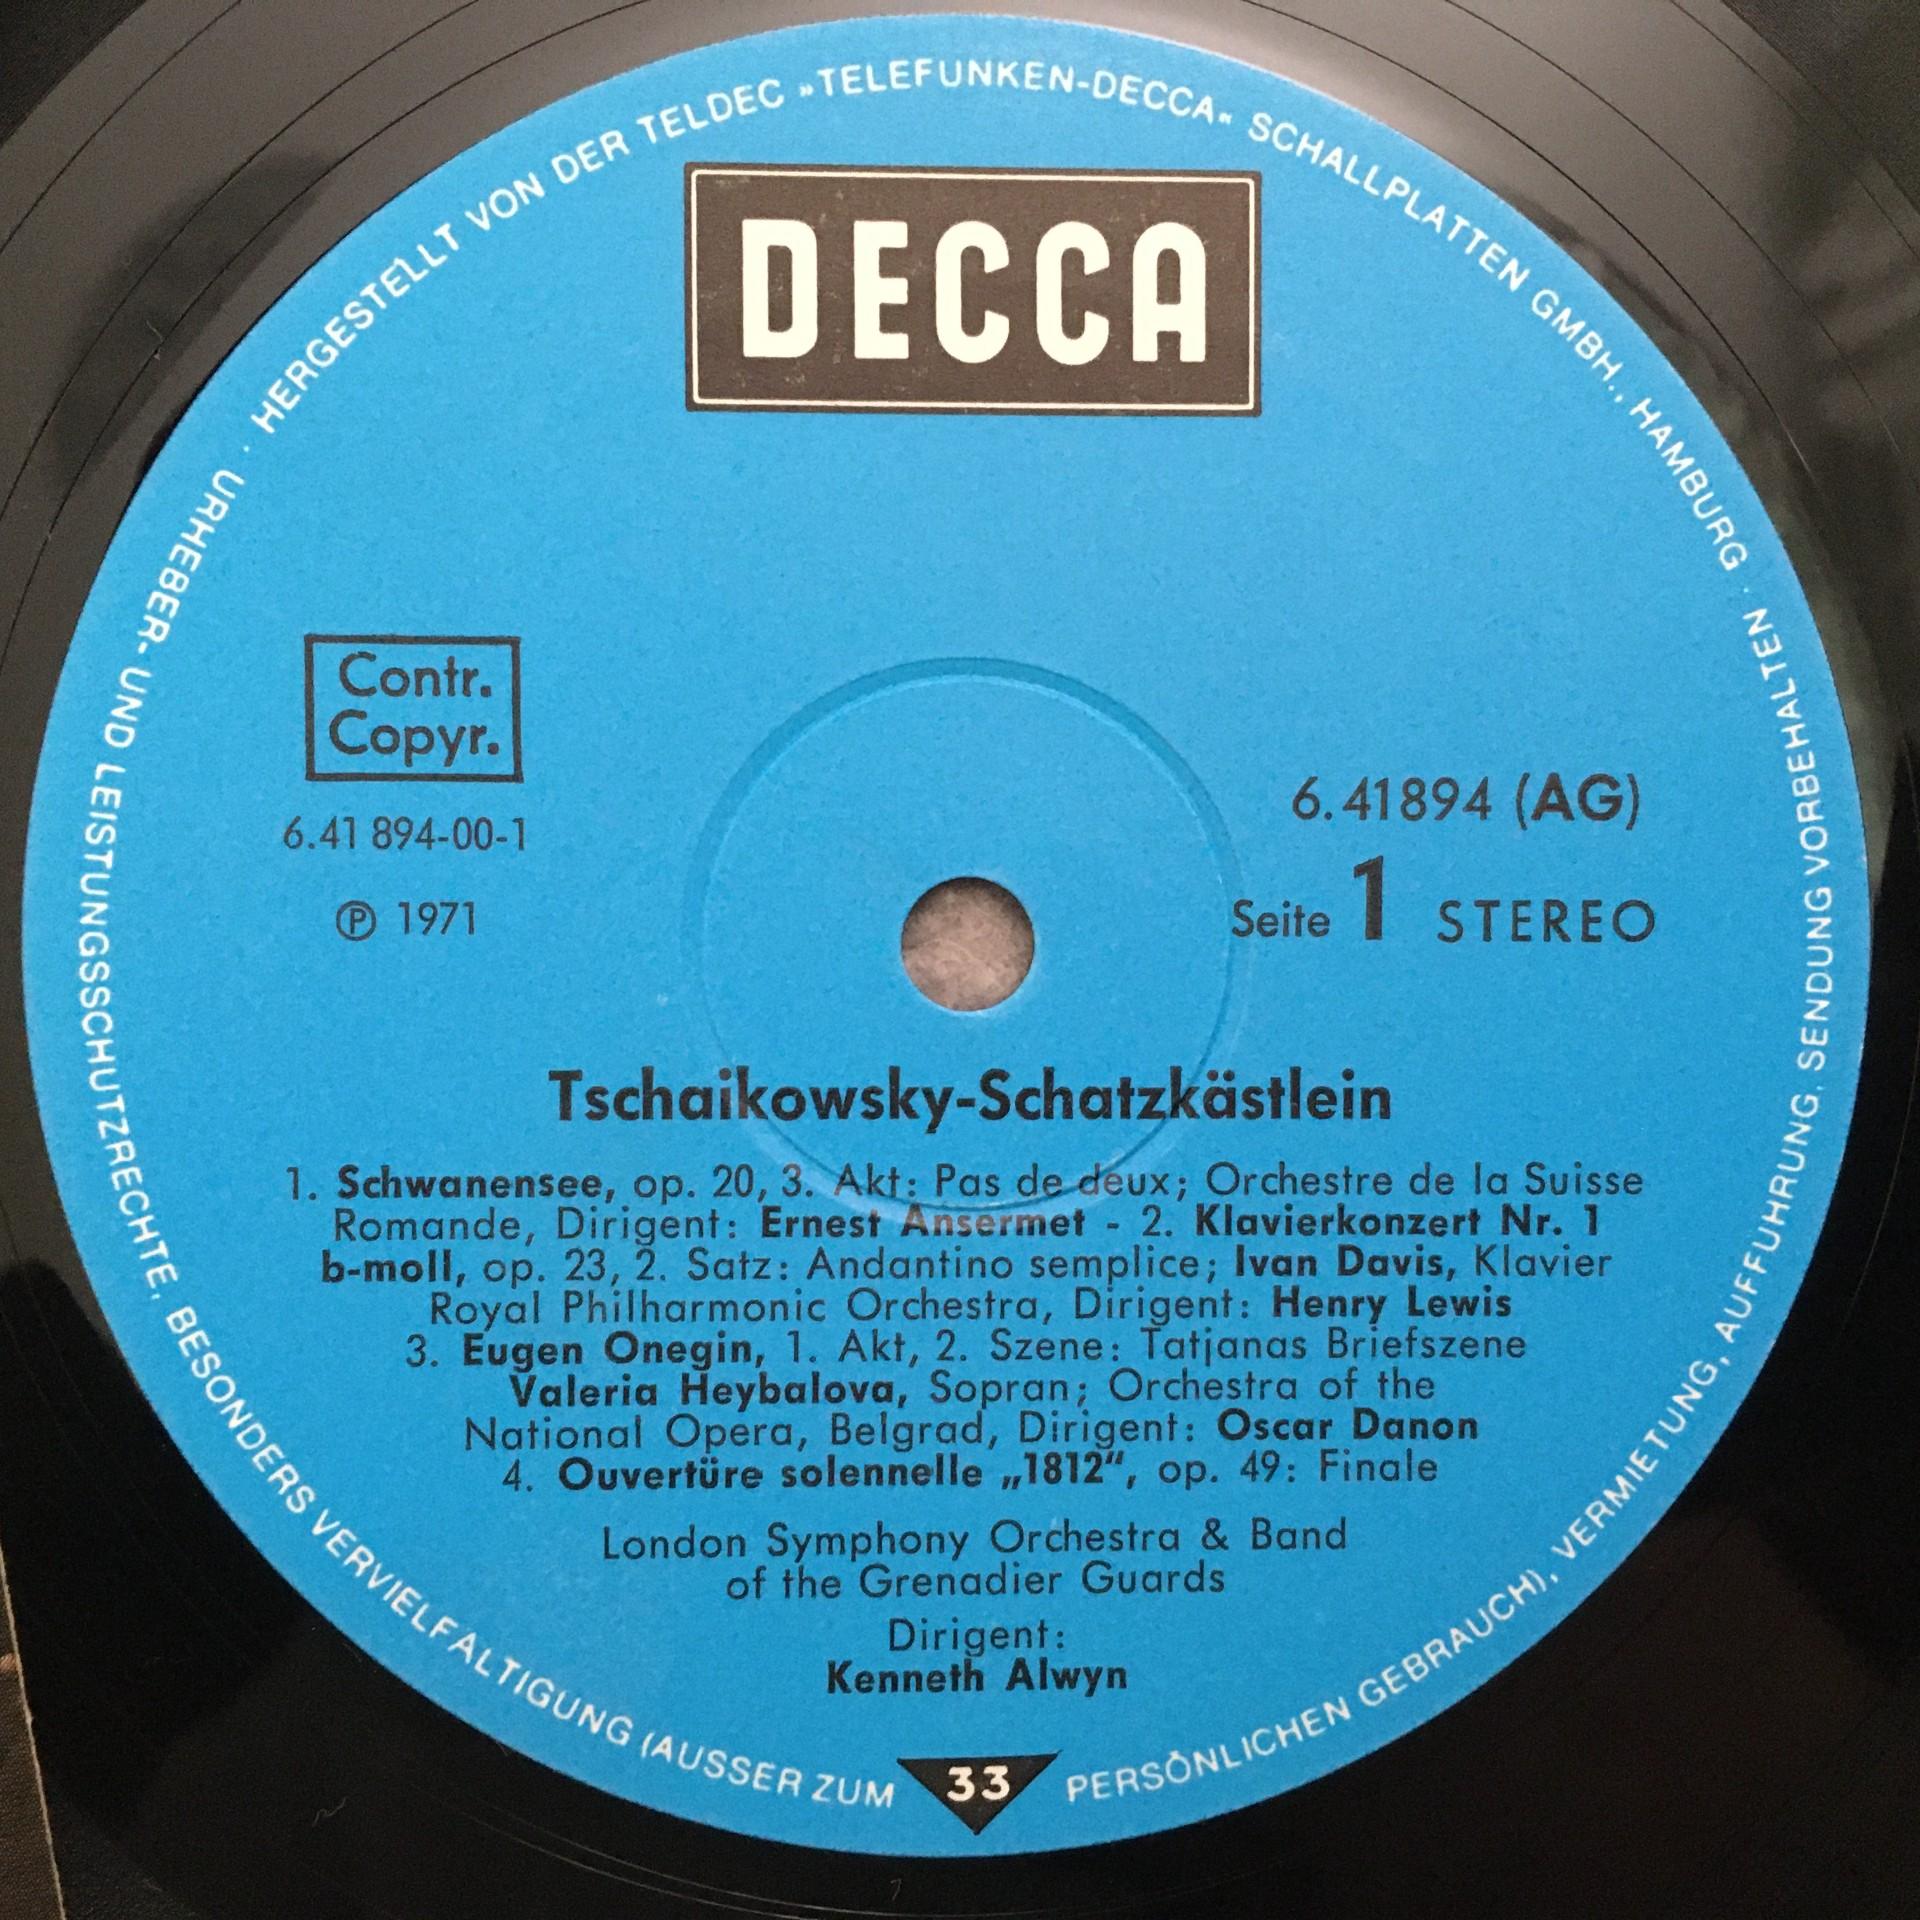 HERGESTELLT VON DER TELDEC »TELEFUNKEN-DECCA« SCHALLPLATTEN GMBH., HAMBURG · URHEBER- UND LEISTUNGSSCHUTZRECHTE, BESONDERS VERVIELFÄLTIGUNG (AUSSER ZUM PERSÖNLICHEN GEBRAUCH), VERMIETUNG, AUFFÜHRUNG, SENDUNG VORBEHALTEN ·
DECCA
Contr.
Copyr.
6.41 894-00-1
℗ 1971
6.41894 (AG)
Seite 1 STEREO
Tschaikowsky-Schatzkästlein
1. Schwanensee, op. 20, 3. Akt: Pas de deux; Orchestre de la Suisse
Romande, Dirigent: Ernest Ansermet - 2. Klavierkonzert Nr. 1
b-moll, op. 23, 2. Satz: Andantino semplice; Ivan Davis, Klavier
Royal Philharmonic Orchestra, Dirigent: Henry Lewis
3. Eugen Onegin, 1. Akt, 2. Szene: Tatjanas Briefszene
Valeria Heybalova, Sopran; Orchestra of the
National Opera, Belgrad, Dirigent: Oscar Danon
4. Ouvertüre solennelle „1812“, op. 49: Finale
London Symphony Orchestra & Band
of the Grenadier Guards
Dirigent:
Kenneth Alwyn
33